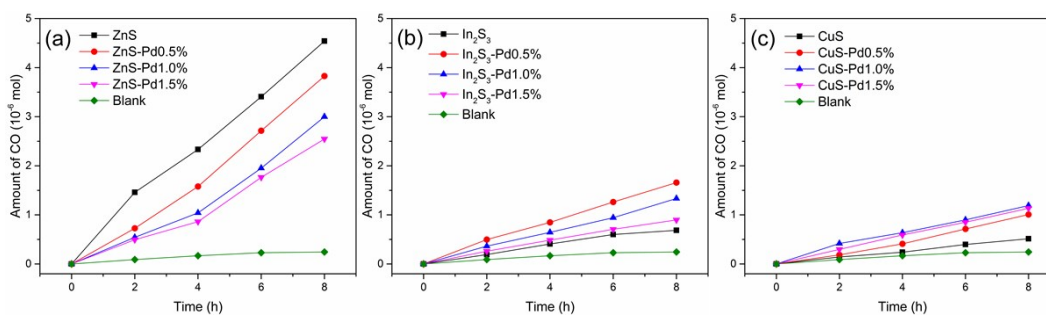 (a)
ZnS
ZnS-Pd0.5%
ZnS-Pd1.0%
ZnS-Pd1.5%
Blank
Amount of CO (10⁻⁶ mol)
5
4
3
2
1
0
0 2 4 6 8
Time (h)
(b)
In₂S₃
In₂S₃-Pd0.5%
In₂S₃-Pd1.0%
In₂S₃-Pd1.5%
Blank
Amount of CO (10⁻⁶ mol)
5
4
3
2
1
0
0 2 4 6 8
Time (h)
(c)
CuS
CuS-Pd0.5%
CuS-Pd1.0%
CuS-Pd1.5%
Blank
Amount of CO (10⁻⁶ mol)
5
4
3
2
1
0
0 2 4 6 8
Time (h)